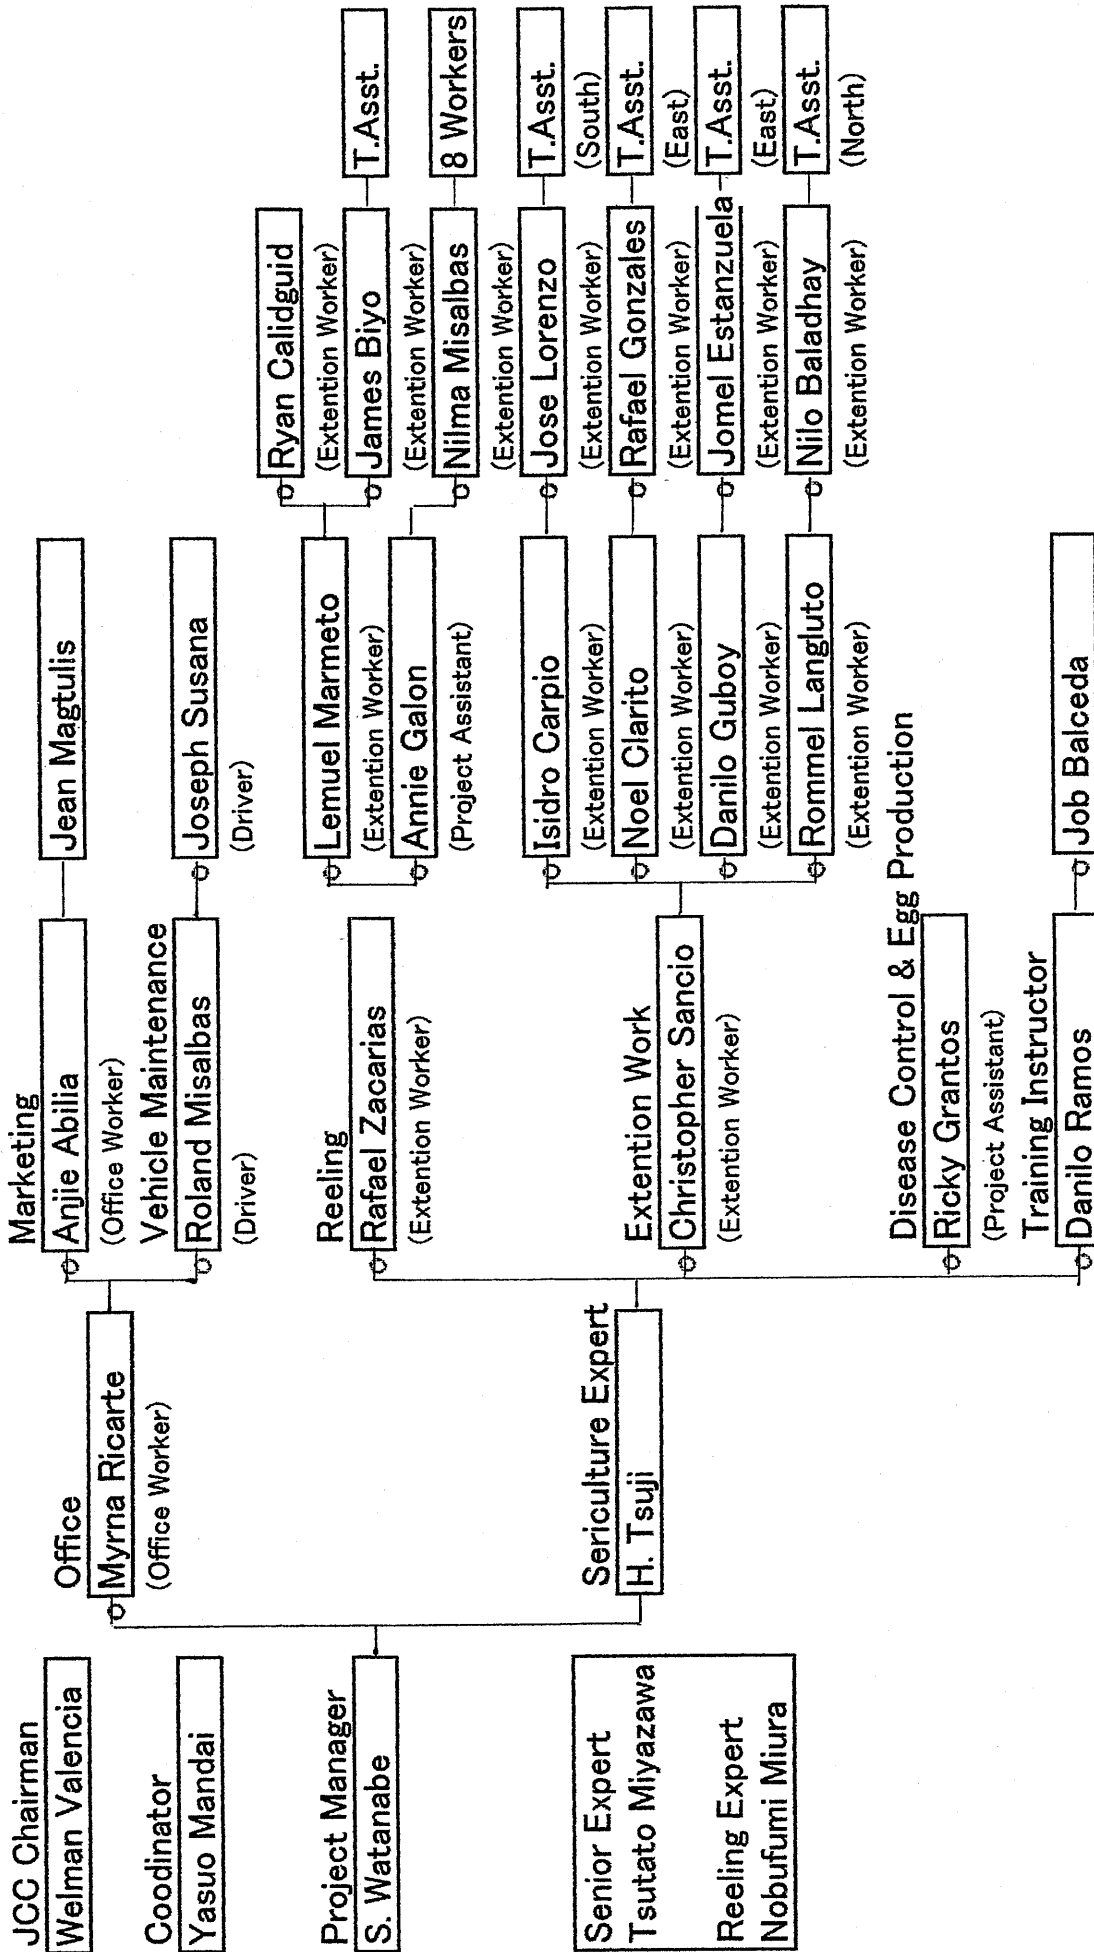 JCC Chairman
Welman Valencia
Coodinator
Yasuo Mandai
Project Manager
S. Watanabe
Senior Expert
Tsutato Miyazawa
Reeling Expert
Nobufumi Miura
Office
Myrna Ricarte
(Office Worker)
Sericulture Expert
H. Tsuji
Marketing
Anjie Abilia
(Office Worker)
Vehicle Maintenance
Roland Misalbas
(Driver)
Reeling
Rafael Zacarias
(Extention Worker)
Extention Work
Christopher Sancio
(Extention Worker)
Disease Control & Egg Production
Ricky Grantos
(Project Assistant)
Training Instructor
Danilo Ramos
Jean Magtulis
Joseph Susana
(Driver)
Lemuel Marmeto
(Extention Worker)
Annie Galon
(Project Assistant)
Isidro Carpio
(Extention Worker)
Noel Clarito
(Extention Worker)
Danilo Guboy
(Extention Worker)
Rommel Langluto
(Extention Worker)
Job Balceda
Ryan Calidguid
(Extention Worker)
James Biyo
(Extention Worker)
Nilma Misalbas
(Extention Worker)
Jose Lorenzo
(Extention Worker)
Rafael Gonzales
(Extention Worker)
Jomel Estanzuela
(Extention Worker)
Nilo Baladhay
(Extention Worker)
T.Asst.
8 Workers
T.Asst.
(South)
T.Asst.
(East)
T.Asst.
(East)
T.Asst.
(North)